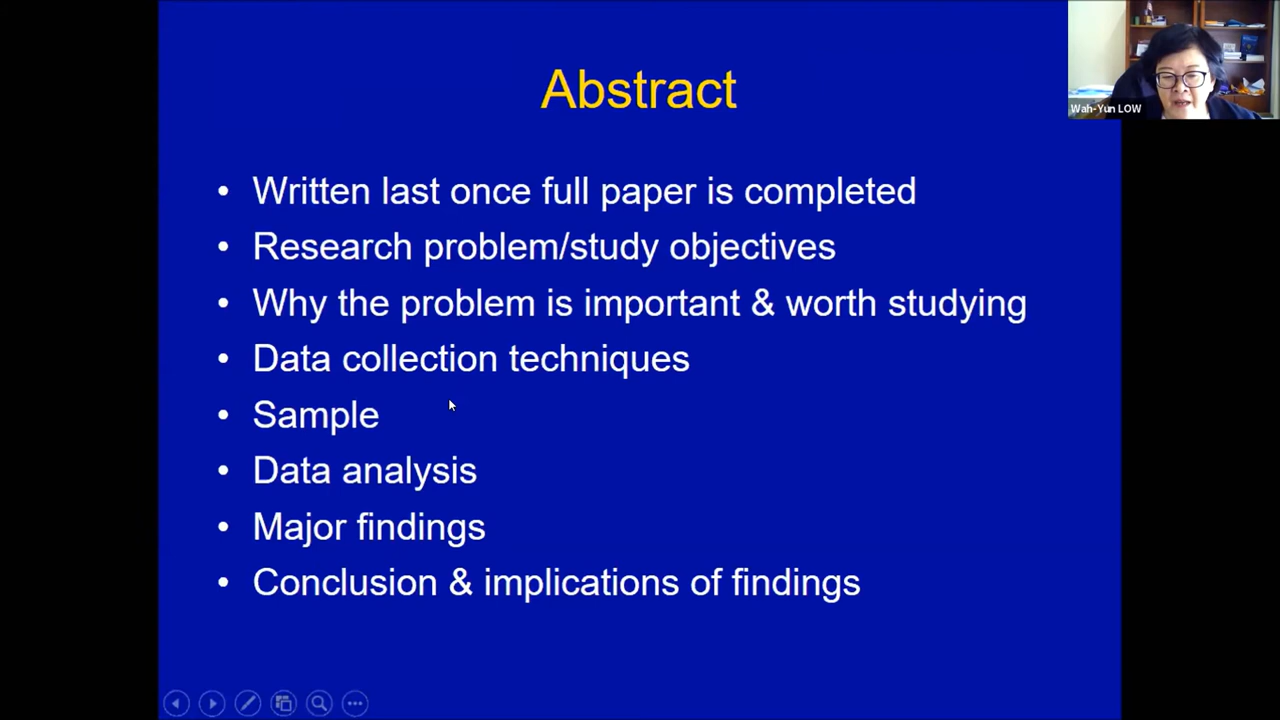 Abstract
Wah-Yun LOW
• Written last once full paper is completed
• Research problem/study objectives
• Why the problem is important & worth studying
• Data collection techniques
• Sample
• Data analysis
• Major findings
• Conclusion & implications of findings